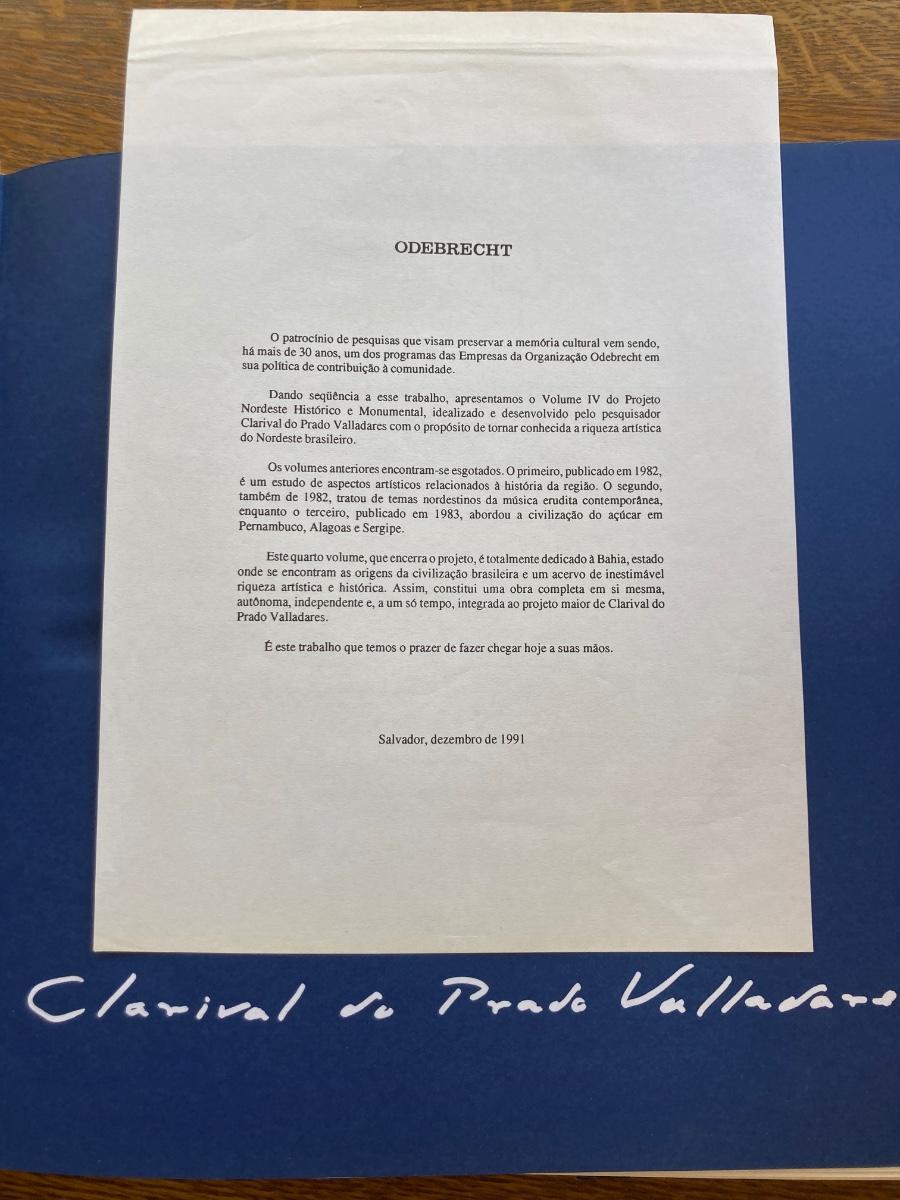 ODEBRECHT
O patrocínio de pesquisas que visam preservar a memória cultural vem sendo,
há mais de 30 anos, um dos programas das Empresas da Organização Odebrecht em
sua política de contribuição à comunidade.
Dando seqüência a esse trabalho, apresentamos o Volume IV do Projeto
Nordeste Histórico e Monumental, idealizado e desenvolvido pelo pesquisador
Clarival do Prado Valladares com o propósito de tornar conhecida a riqueza artística
do Nordeste brasileiro.
Os volumes anteriores encontram-se esgotados. O primeiro, publicado em 1982,
é um estudo de aspectos artísticos relacionados à história da região. O segundo,
também de 1982, tratou de temas nordestinos da música erudita contemporânea,
enquanto o terceiro, publicado em 1983, abordou a civilização do açúcar em
Pernambuco, Alagoas e Sergipe.
Este quarto volume, que encerra o projeto, é totalmente dedicado à Bahia, estado
onde se encontram as origens da civilização brasileira e um acervo de inestimável
riqueza artística e histórica. Assim, constitui uma obra completa em si mesma,
autônoma, independente e, a um só tempo, integrada ao projeto maior de Clarival do
Prado Valladares.
É este trabalho que temos o prazer de fazer chegar hoje a suas mãos.
Salvador, dezembro de 1991
Clarival do Prado Valladare